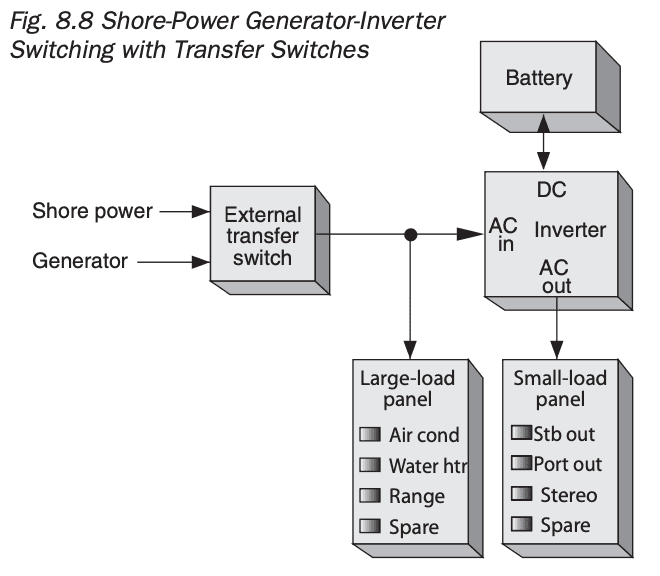 Fig. 8.8 Shore-Power Generator-Inverter
Switching with Transfer Switches
Battery
Shore power
Generator
External
transfer
switch
DC
AC
in
Inverter
AC
out
Large-load
panel
Air cond
Water htr
Range
Spare
Small-load
panel
Stb out
Port out
Stereo
Spare